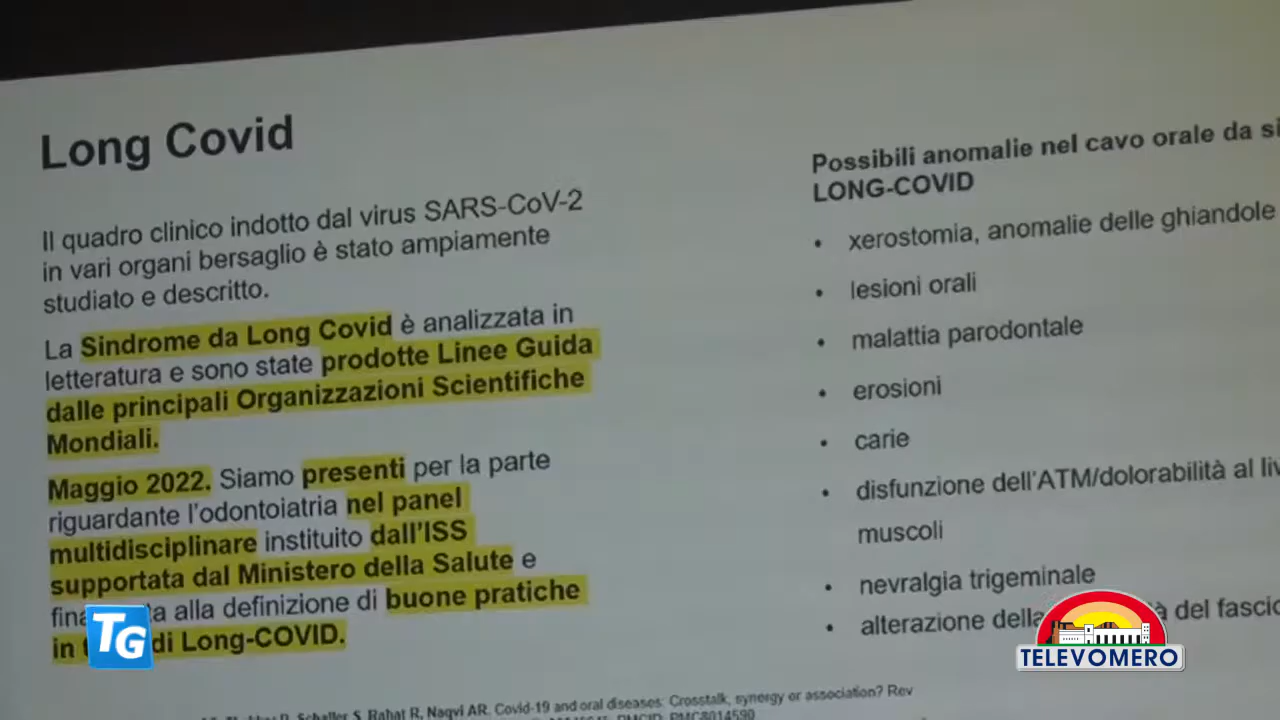 Long Covid
Il quadro clinico indotto dal virus SARS-CoV-2
in vari organi bersaglio è stato ampiamente
studiato e descritto.
La Sindrome da Long Covid è analizzata in
letteratura e sono state prodotte Linee Guida
dalle principali Organizzazioni Scientifiche
Mondiali.
Maggio 2022. Siamo presenti per la parte
riguardante l'odontoiatria nel panel
multidisciplinare instituito dall'ISS
supportata dal Ministero della Salute e
alla definizione di buone pratiche
in di Long-COVID.
Possibili anomalie nel cavo orale da
LONG-COVID
• xerostomia, anomalie delle ghiandole
• lesioni orali
• malattia parodontale
• erosioni
• carie
• disfunzione dell'ATM/dolorabilità al
muscoli
• nevralgia trigeminale
• alterazione della del
Schaller S, Rahat R, Naqvi AR. Covid-19 and oral diseases: Crosstalk, synergy or association? Rev
PMCID: PMC8014590
TG
TELEVOMERO